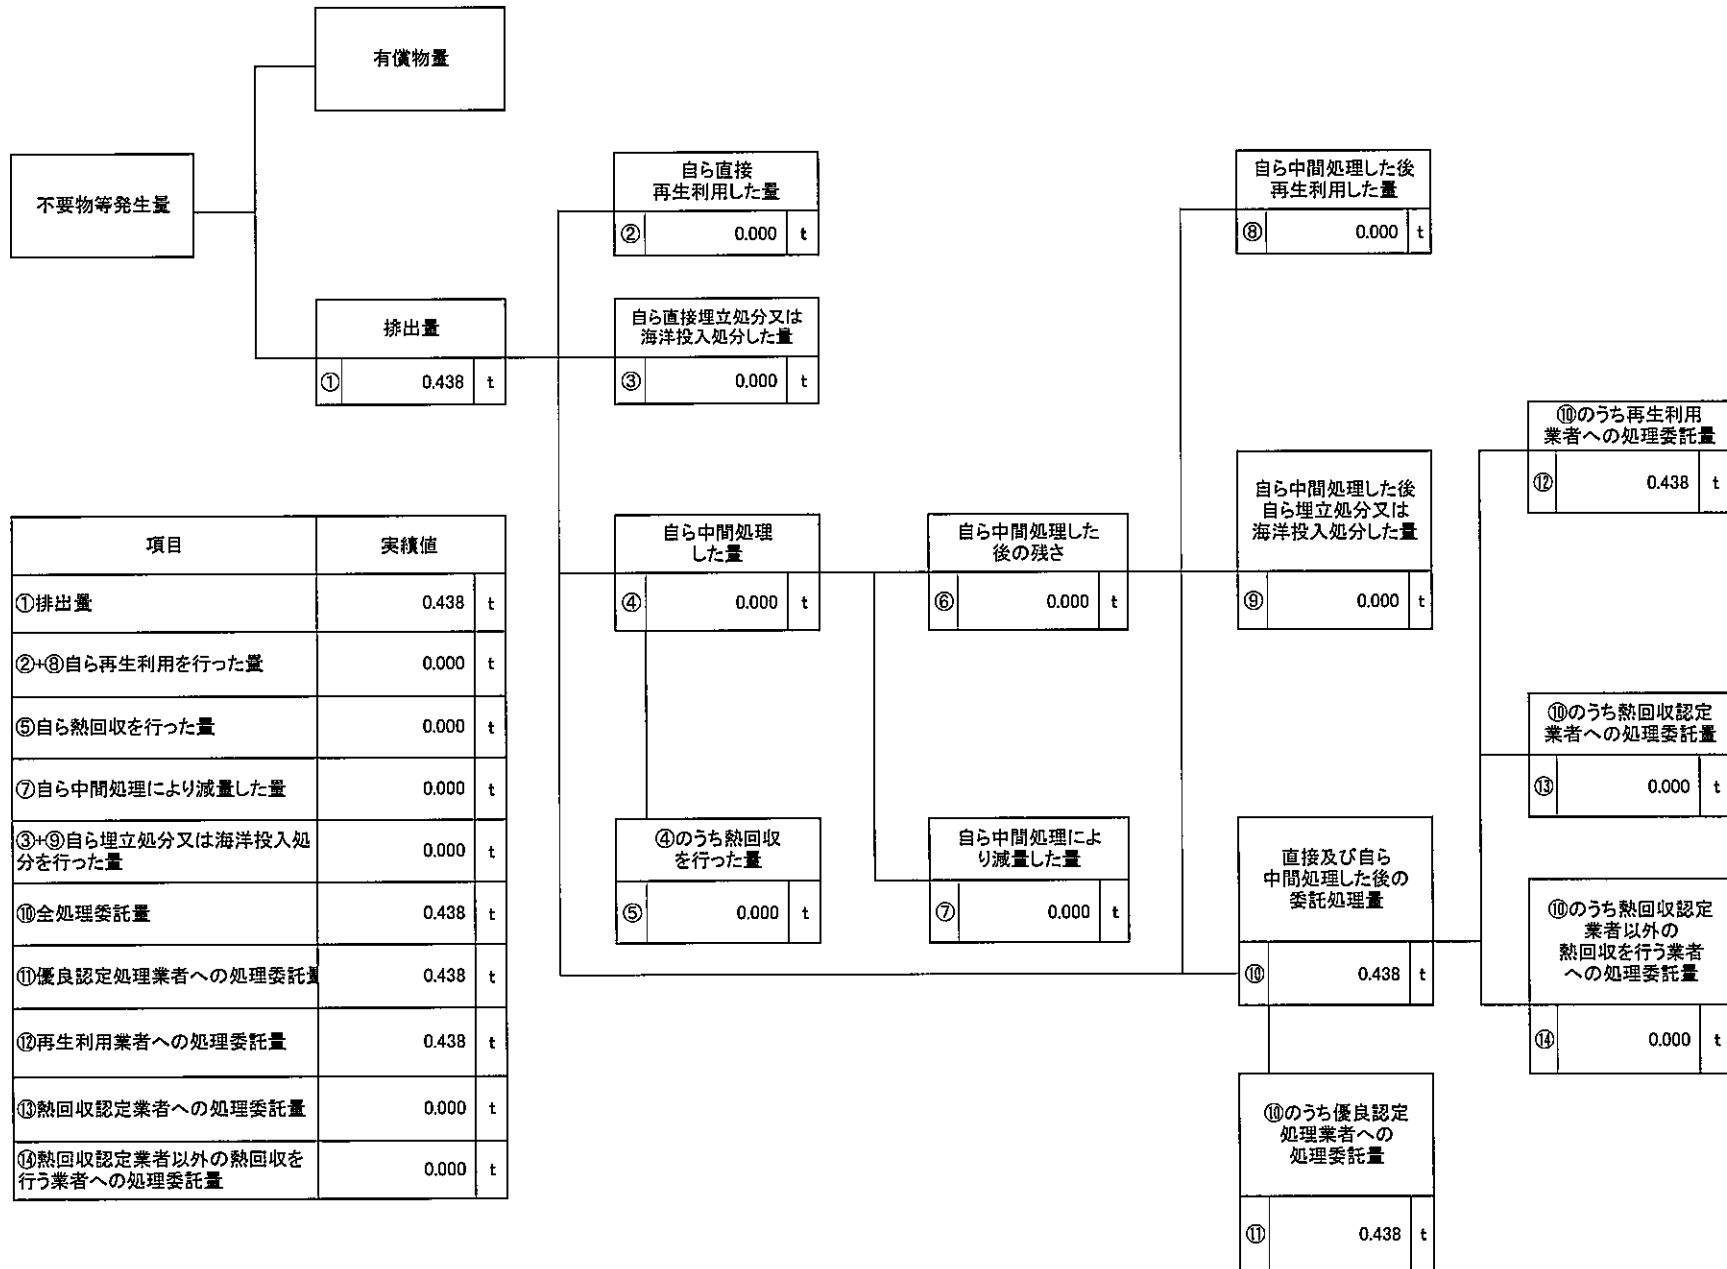 有償物量
不要物等発生量
排出量
① 0.438 t
自ら直接
再生利用した量
② 0.000 t
自ら直接埋立処分又は
海洋投入処分した量
③ 0.000 t
自ら中間処理
した量
④ 0.000 t
④のうち熱回収
を行った量
⑤ 0.000 t
自ら中間処理した
後の残さ
⑥ 0.000 t
自ら中間処理によ
り減量した量
⑦ 0.000 t
自ら中間処理した後
再生利用した量
⑧ 0.000 t
自ら中間処理した後
自ら埋立処分又は
海洋投入処分した量
⑨ 0.000 t
直接及び自ら
中間処理した後の
委託処理量
⑩ 0.438 t
⑩のうち優良認定
処理業者への
処理委託量
⑪ 0.438 t
⑩のうち再生利用
業者への処理委託量
⑫ 0.438 t
⑩のうち熱回収認定
業者への処理委託量
⑬ 0.000 t
⑩のうち熱回収認定
業者以外の
熱回収を行う業者
への処理委託量
⑭ 0.000 t
項目 実績値
①排出量 0.438 t
②+⑧自ら再生利用を行った量 0.000 t
⑤自ら熱回収を行った量 0.000 t
⑦自ら中間処理により減量した量 0.000 t
③+⑨自ら埋立処分又は海洋投入処
分を行った量 0.000 t
⑩全処理委託量 0.438 t
⑪優良認定処理業者への処理委託量 0.438 t
⑫再生利用業者への処理委託量 0.438 t
⑬熱回収認定業者への処理委託量 0.000 t
⑭熱回収認定業者以外の熱回収を
行う業者への処理委託量 0.000 t